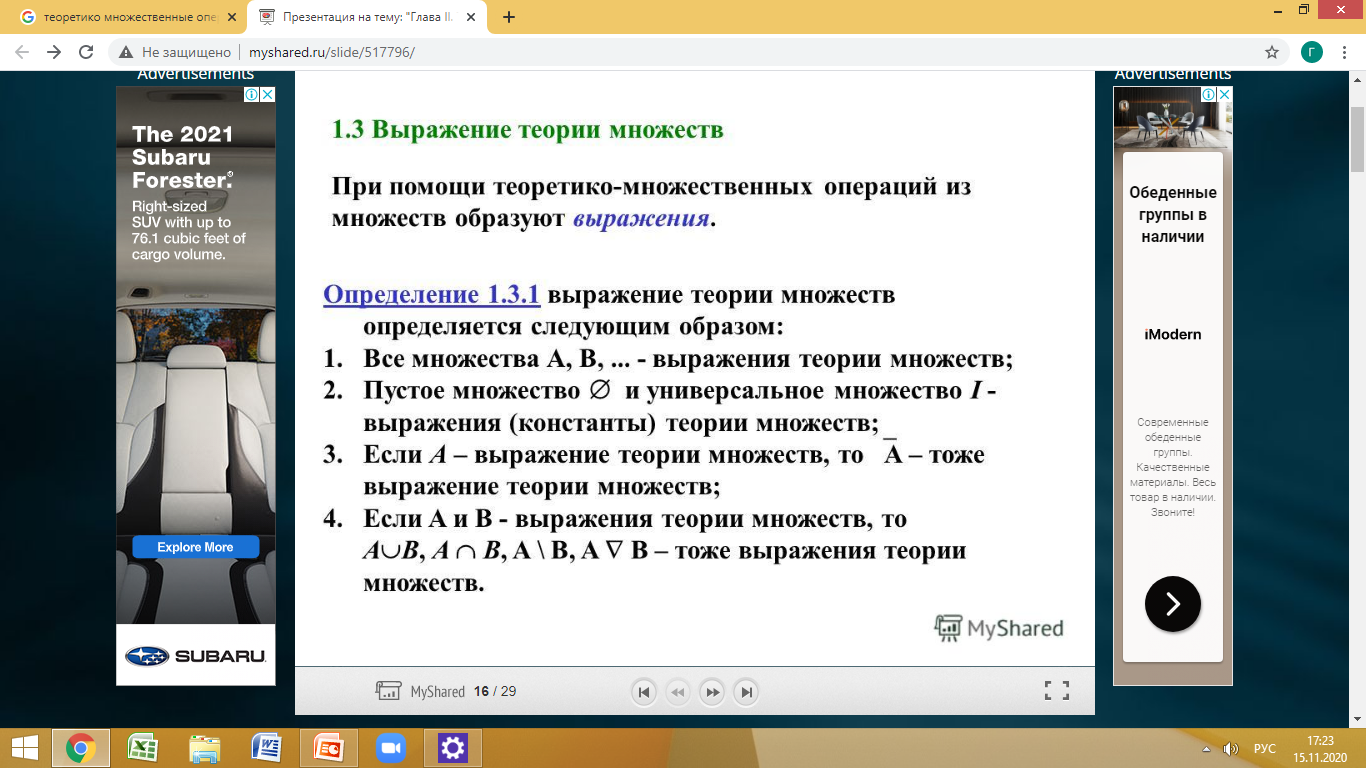 теоретико множественные опе
Презентация на тему: "Глава II.
Не защищено
myshared.ru/slide/517796/
Г
Advertisements
Advertisements
The 2021
Subaru
Forester.®
Right-sized
SUV with up to
76.1 cubic feet of
cargo volume.
Explore More
SUBARU
1.3 Выражение теории множеств
При помощи теоретико-множественных операций из
множеств образуют выражения.
Определение 1.3.1 выражение теории множеств
определяется следующим образом:
1. Все множества A, B, ... - выражения теории множеств;
2. Пустое множество ∅ и универсальное множество I -
выражения (константы) теории множеств;
3. Если A – выражение теории множеств, то A̅ – тоже
выражение теории множеств;
4. Если A и B - выражения теории множеств, то
A∪B, A ∩ B, A \ B, A ∇ B – тоже выражения теории
множеств.
MyShared
MyShared 16 / 29
Обеденные
группы в
наличии
iModern
Современные
обеденные
группы.
Качественные
материалы. Весь
товар в наличии.
Звоните!
РУС
17:23
15.11.2020